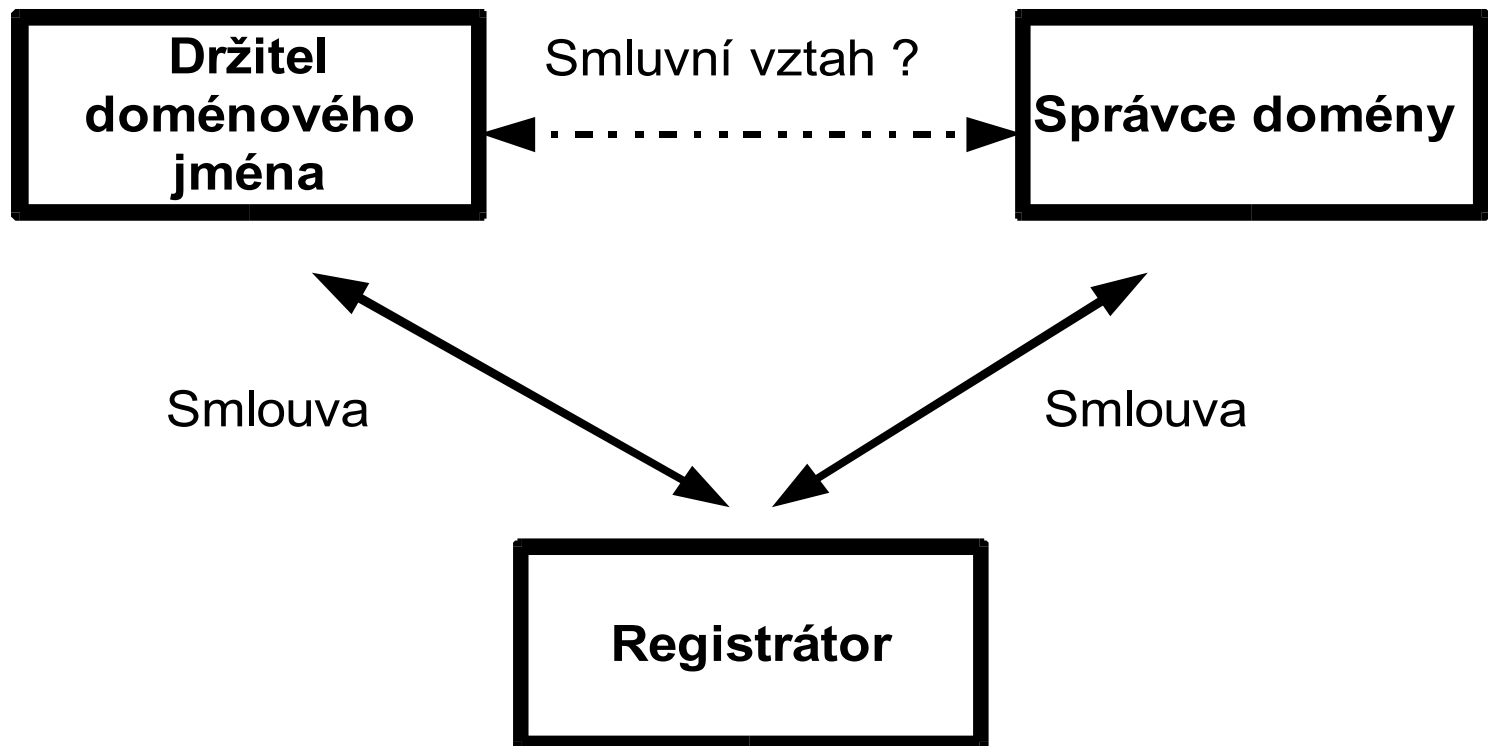 Držitel
doménového
jména
Smluvní vztah ?
Správce domény
Smlouva
Smlouva
Registrátor